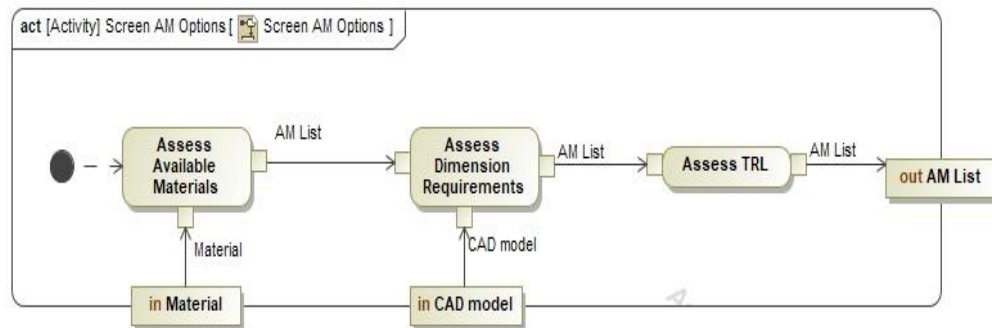 act [Activity] Screen AM Options [ Screen AM Options ]
Assess
Available
Materials
AM List
Assess
Dimension
Requirements
AM List
Assess TRL
AM List
out AM List
Material
CAD model
in Material
in CAD model